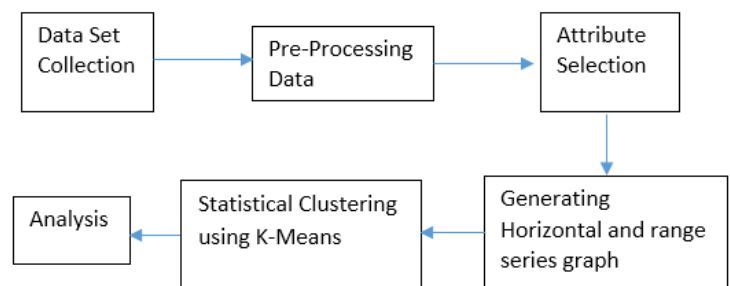 Data Set
Collection
Pre-Processing
Data
Attribute
Selection
Generating
Horizontal and range
series graph
Statistical Clustering
using K-Means
Analysis